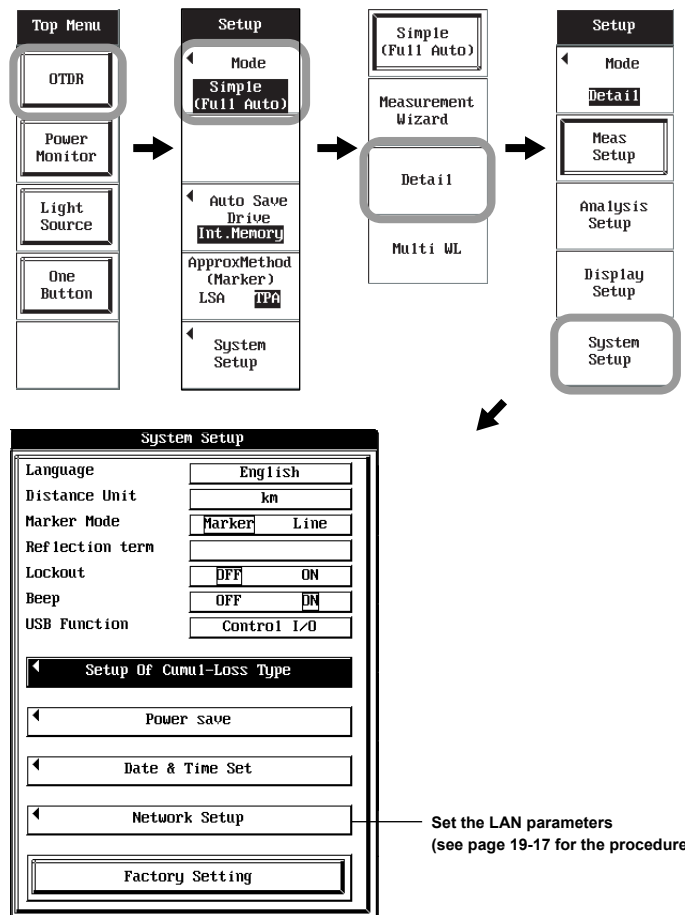 Top Menu
OTDR
Power
Monitor
Light
Source
One
Button
Setup
Mode
Simple
(Full Auto)
Auto Save
Drive
Int.Memory
ApproxMethod
(Marker)
LSA TPA
System
Setup
Simple
(Full Auto)
Measurement
Wizard
Detail
Multi WL
Setup
Mode
Detail
Meas
Setup
Analysis
Setup
Display
Setup
System
Setup
System Setup
Language English
Distance Unit km
Marker Mode Marker Line
Reflection term
Lockout OFF ON
Beep OFF ON
USB Function Control I/O
Setup Of Cumul-Loss Type
Power save
Date & Time Set
Network Setup
Factory Setting
Set the LAN parameters
(see page 19-17 for the procedure